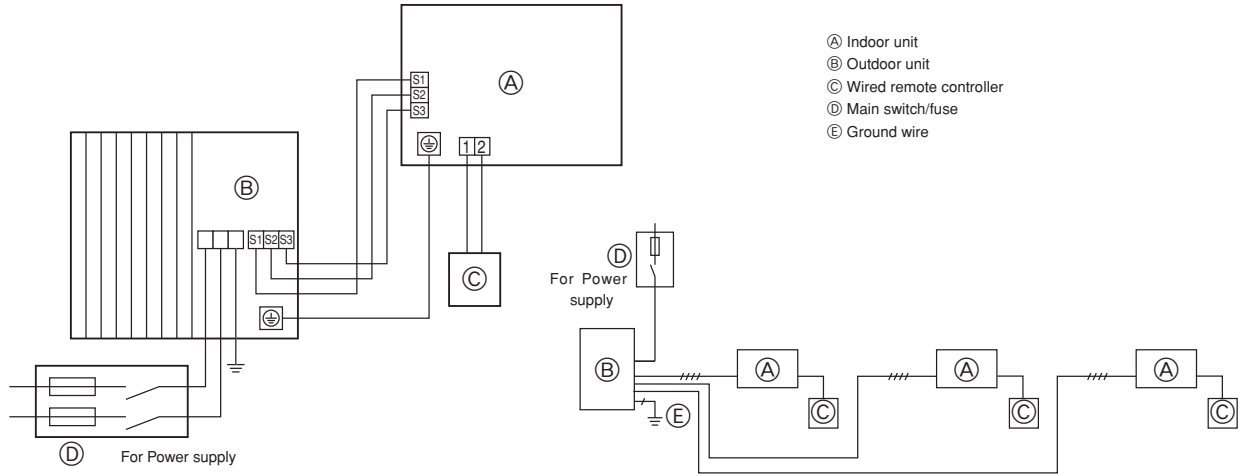 S1
S2
S3
Ⓐ
1 2
Ⓑ
S1 S2 S3
Ⓒ
Ⓓ
For Power supply
Ⓐ Indoor unit
Ⓑ Outdoor unit
Ⓒ Wired remote controller
Ⓓ Main switch/fuse
Ⓔ Ground wire
Ⓓ
For Power
supply
Ⓑ
Ⓐ
Ⓐ
Ⓐ
Ⓒ
Ⓒ
Ⓒ
Ⓔ